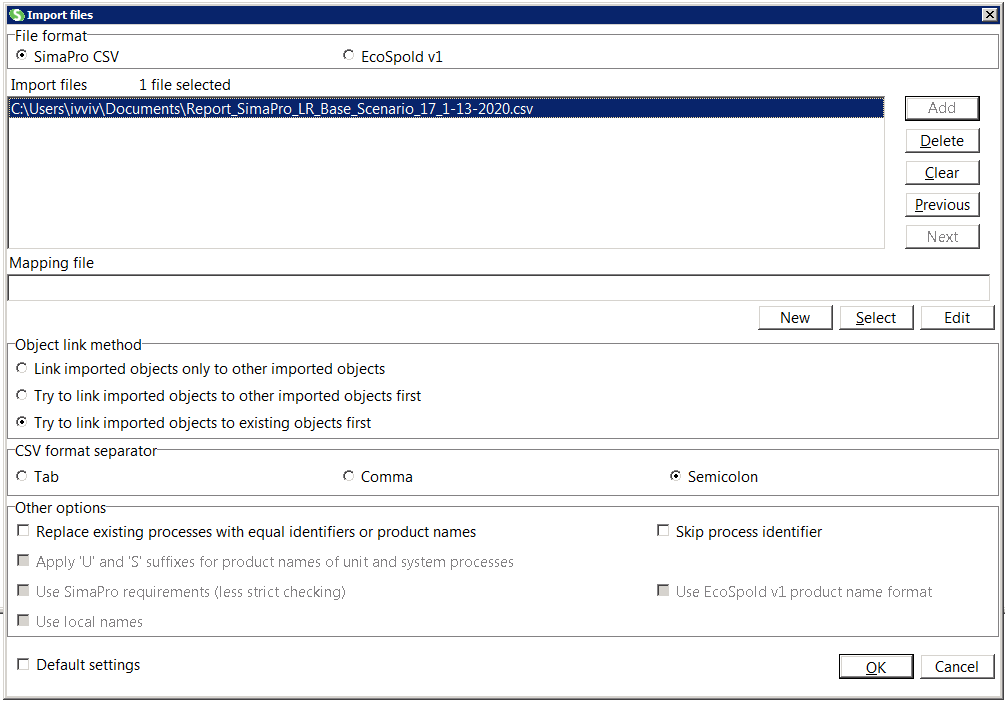 Import files
File format
SimaPro CSV EcoSpold v1
Import files 1 file selected
C:\Users\ivviv\Documents\Report_SimaPro_LR_Base_Scenario_17_1-13-2020.csv
Add
Delete
Clear
Previous
Next
Mapping file
New Select Edit
Object link method
Link imported objects only to other imported objects
Try to link imported objects to other imported objects first
Try to link imported objects to existing objects first
CSV format separator
Tab Comma Semicolon
Other options
Replace existing processes with equal identifiers or product names Skip process identifier
Apply 'U' and 'S' suffixes for product names of unit and system processes
Use SimaPro requirements (less strict checking) Use EcoSpold v1 product name format
Use local names
Default settings OK Cancel